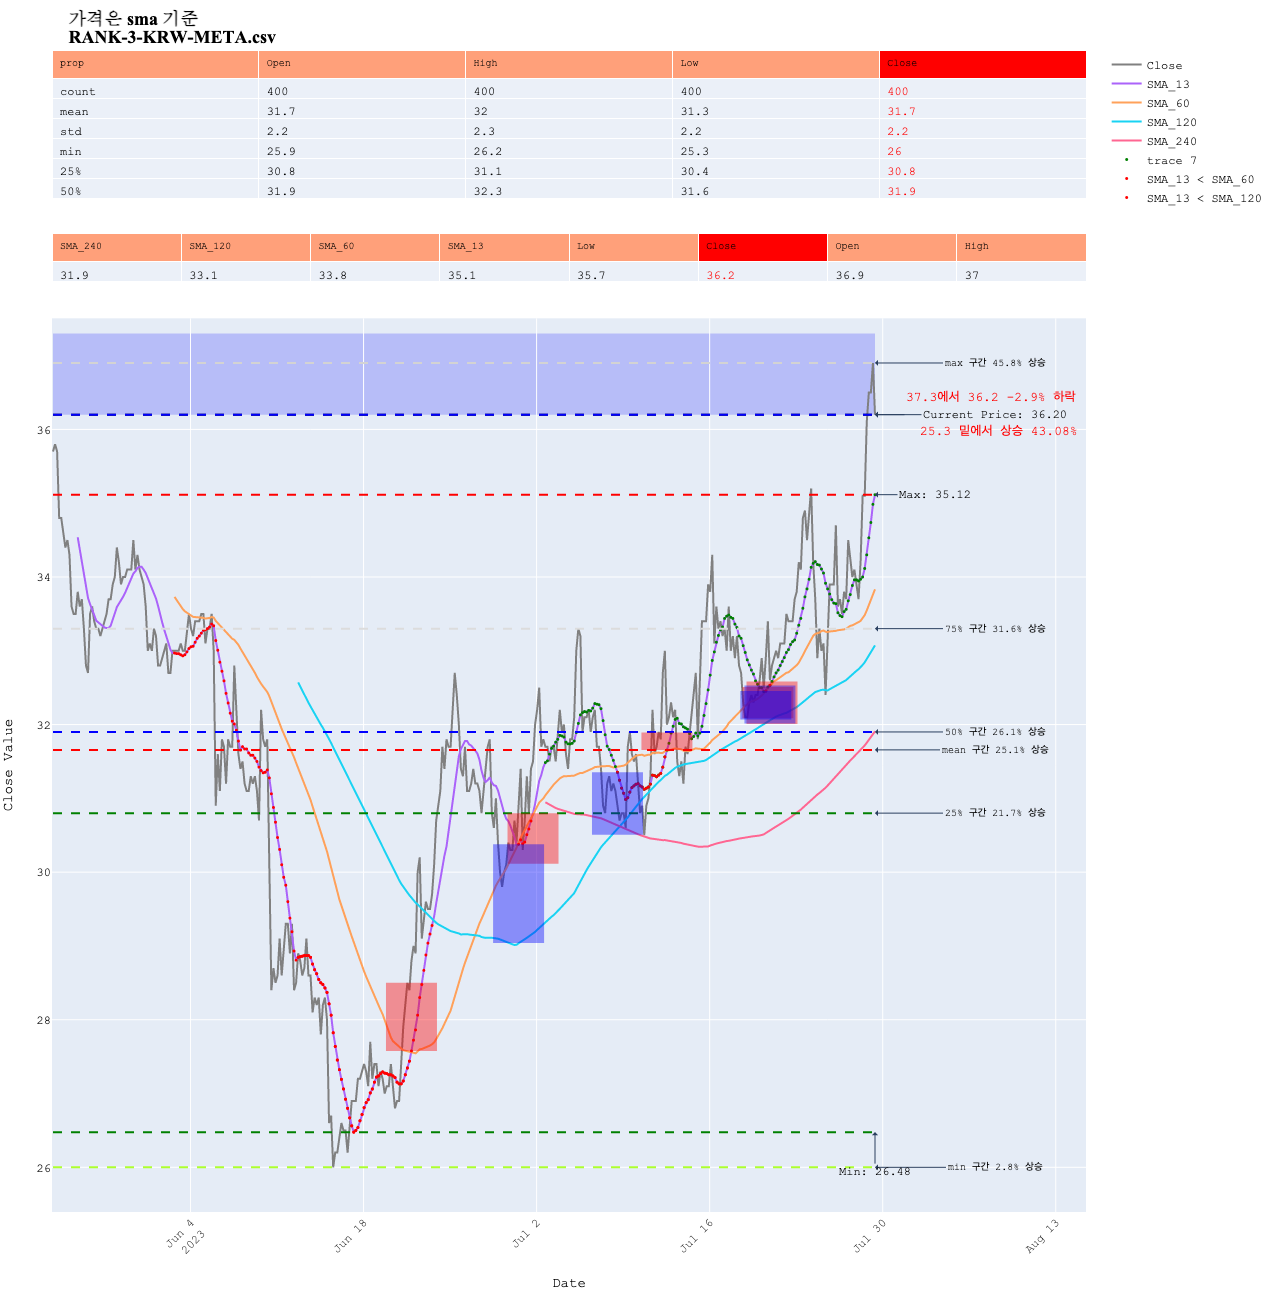 가격은 sma 기준
RANK-3-KRW-META.csv
prop Open High Low Close
count 400 400 400 400
mean 31.7 32 31.3 31.7
std 2.2 2.3 2.2 2.2
min 25.9 26.2 25.3 26
25% 30.8 31.1 30.4 30.8
50% 31.9 32.3 31.6 31.9
SMA_240 SMA_120 SMA_60 SMA_13 Low Close Open High
31.9 33.1 33.8 35.1 35.7 36.2 36.9 37
Close
SMA_13
SMA_60
SMA_120
SMA_240
trace 7
SMA_13 < SMA_60
SMA_13 < SMA_120
max 구간 45.8% 상승
37.3에서 36.2 -2.9% 하락
Current Price: 36.20
25.3 밑에서 상승 43.08%
Max: 35.12
75% 구간 31.6% 상승
50% 구간 26.1% 상승
mean 구간 25.1% 상승
25% 구간 21.7% 상승
min 구간 2.8% 상승
Min: 26.48
36
34
32
30
28
26
Close Value
Jun 4
2023
Jun 18
Jul 2
Jul 16
Jul 30
Aug 13
Date